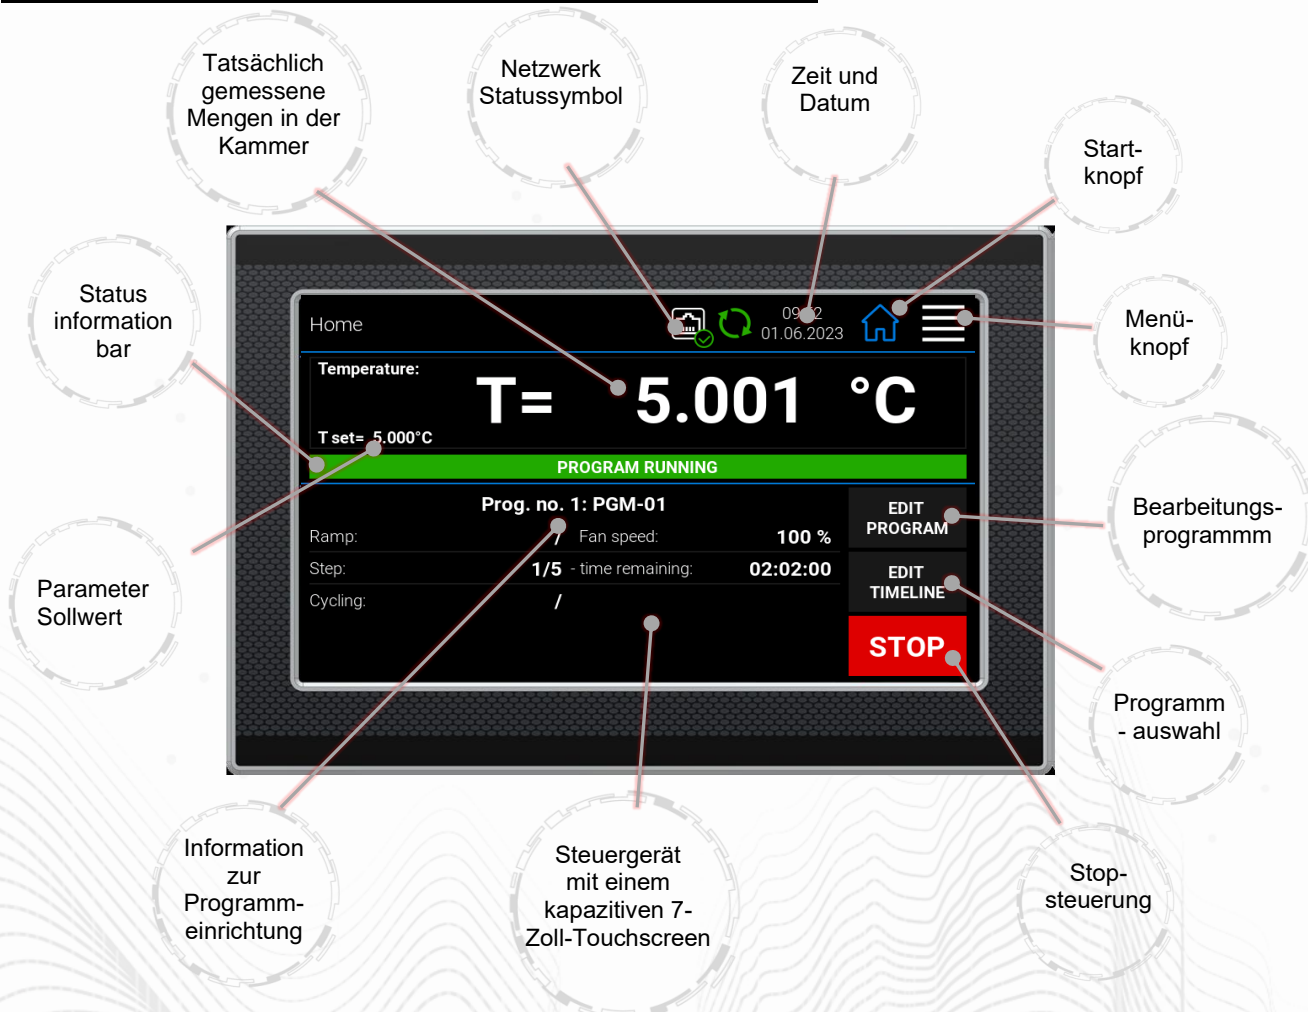 Tatsächlich
gemessene
Mengen in der
Kammer
Netzwerk
Statussymbol
Zeit und
Datum
Start-
knopf
Status
information
bar
Menü-
knopf
Home
01.06.2023
Temperature:
T= 5.001 °C
T set= 5.000°C
PROGRAM RUNNING
Prog. no. 1: PGM-01
Ramp: / Fan speed: 100 %
Step: 1/5 - time remaining: 02:02:00
Cycling: /
EDIT
PROGRAM
EDIT
TIMELINE
STOP
Bearbeitungs-
programmm
Parameter
Sollwert
Programm
- auswahl
Information
zur
Programm-
einrichtung
Steuergerät
mit einem
kapazitiven 7-
Zoll-Touchscreen
Stop-
steuerung